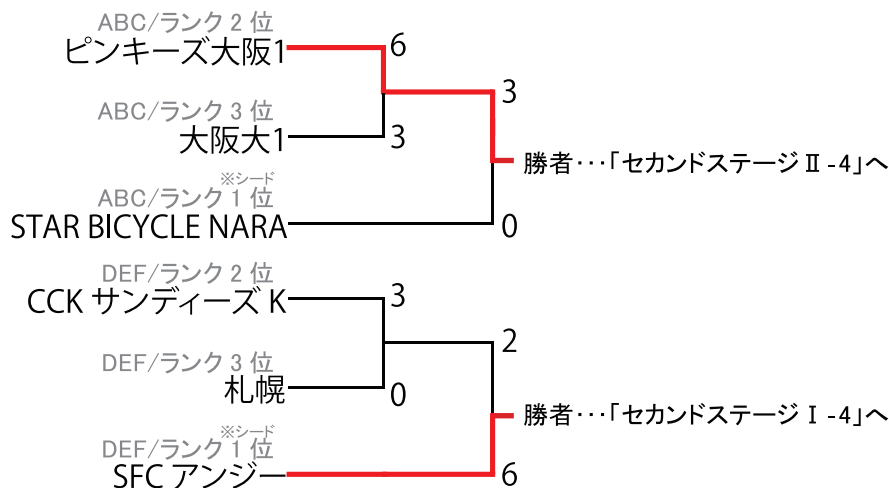 ABC/ランク 2 位
ピンキーズ大阪1
6
3
ABC/ランク 3 位
大阪大1
3
勝者･･･「セカンドステージ Ⅱ -4」へ
※シード
ABC/ランク 1 位
STAR BICYCLE NARA
0
DEF/ランク 2 位
CCK サンディーズ K
3
2
DEF/ランク 3 位
札幌
0
勝者･･･「セカンドステージ Ⅰ -4」へ
※シード
DEF/ランク 1 位
SFC アンジー
6